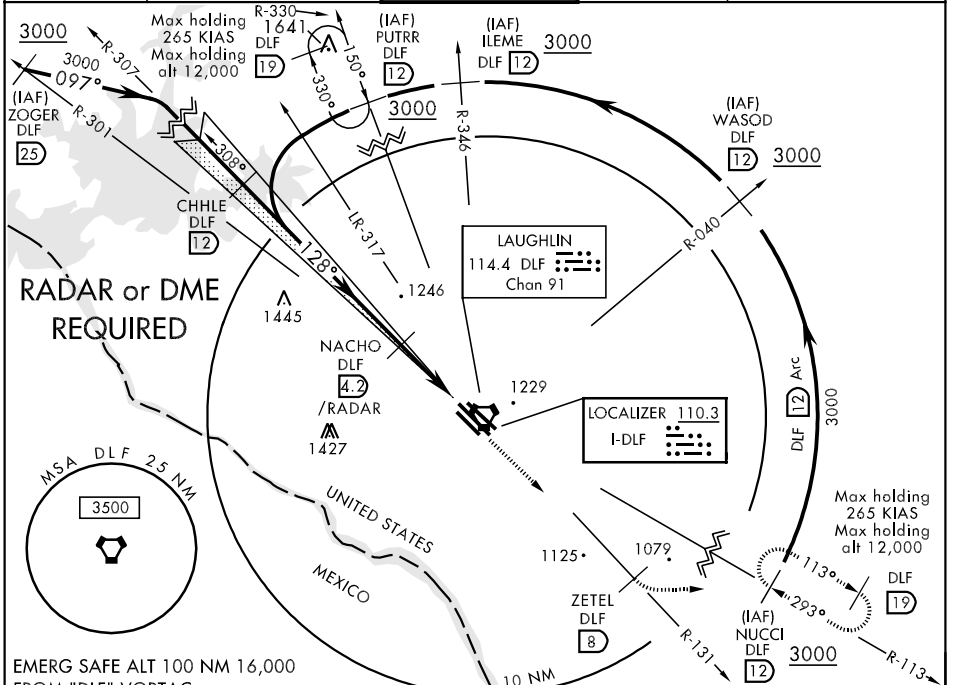 3000
3000
097°
(IAF)
ZOGER
DLF
25
R-307
R-301
Max holding
265 KIAS
Max holding
alt 12,000
R-330
1641
DLF
19
150°
330°
(IAF)
PUTRR
DLF
12
3000
(IAF)
ILEME
DLF 12
3000
R-346
(IAF)
WASOD
DLF
12
3000
R-040
308°
CHHLE
DLF
12
128°
LR-317
1246
LAUGHLIN
114.4 DLF
Chan 91
RADAR or DME
REQUIRED
1445
NACHO
DLF
4.2
/RADAR
1427
1229
LOCALIZER 110.3
I-DLF
DLF 12 Arc
3000
MSA DLF 25 NM
3500
UNITED STATES
MEXICO
1125
1079
ZETEL
DLF
8
R-131
Max holding
265 KIAS
Max holding
alt 12,000
DLF
19
113°
293°
(IAF)
NUCCI
DLF
12
3000
R-113
10 NM
EMERG SAFE ALT 100 NM 16,000
FROM "DLF" VORTAC